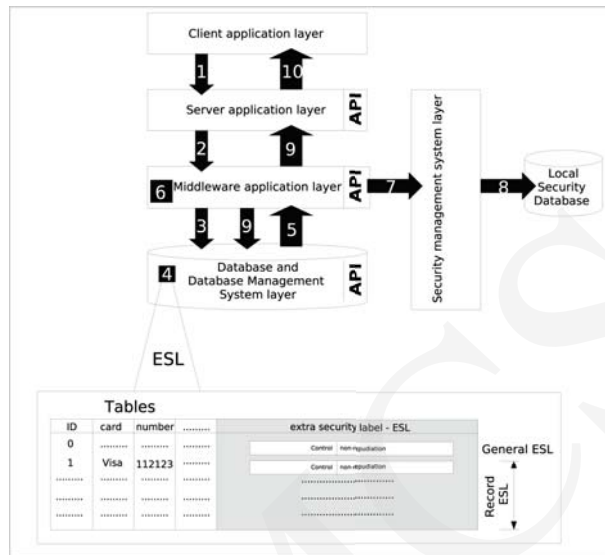 Client application layer
1
10
Server application layer
API
2
9
6
Middleware application layer
API
7
Security management system layer
8
Local
Security
Database
3
9
5
4
Database and
Database Management
System layer
API
ESL
Tables
ID card number .........
extra security label - ESL
0 ......... ......... .........
Control non-repudiation
General ESL
1 Visa 112123 .........
Control non-repudiation
Record
ESL
......... ......... ......... ......... ...................
......... ......... ......... ......... ...................
......... ......... ......... ......... ...................